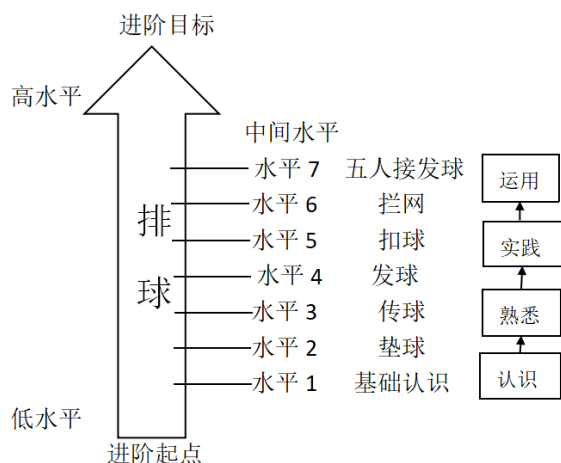 进阶目标
高水平
中间水平
水平 7 五人接发球 运用
水平 6 拦网
排 水平 5 扣球 实践
球 水平 4 发球
水平 3 传球 熟悉
水平 2 垫球
水平 1 基础认识 认识
低水平
进阶起点